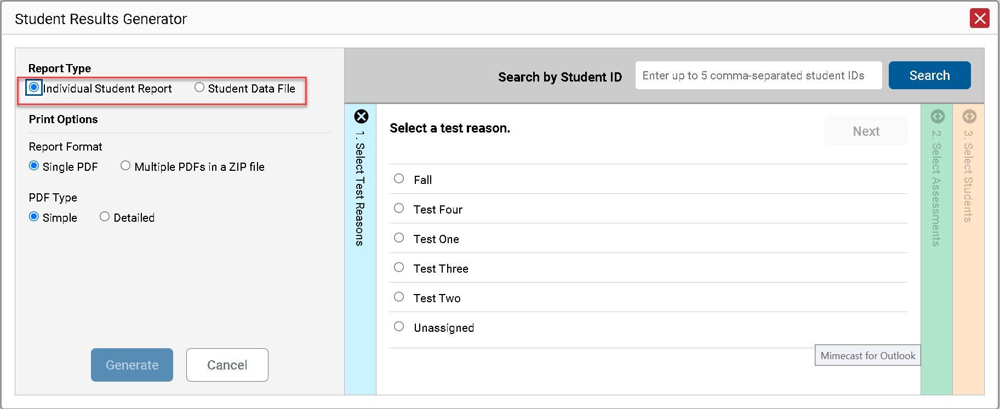 Student Results Generator
Report Type
Individual Student Report
Student Data File
Print Options
Report Format
Single PDF
Multiple PDFs in a ZIP file
PDF Type
Simple
Detailed
Generate
Cancel
Search by Student ID
Enter up to 5 comma-separated student IDs
Search
1. Select Test Reasons
Select a test reason.
Next
Fall
Test Four
Test One
Test Three
Test Two
Unassigned
Mimecast for Outlook
2. Select Assessments
3. Select Students